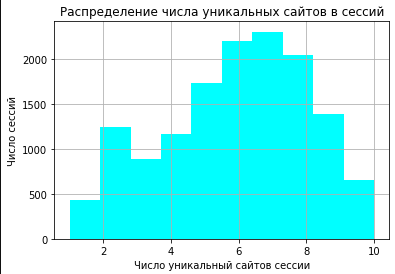 Распределение числа уникальных сайтов в сессий
Число сессий
2000
1500
1000
500
0
2 4 6 8 10
Число уникальный сайтов сессии